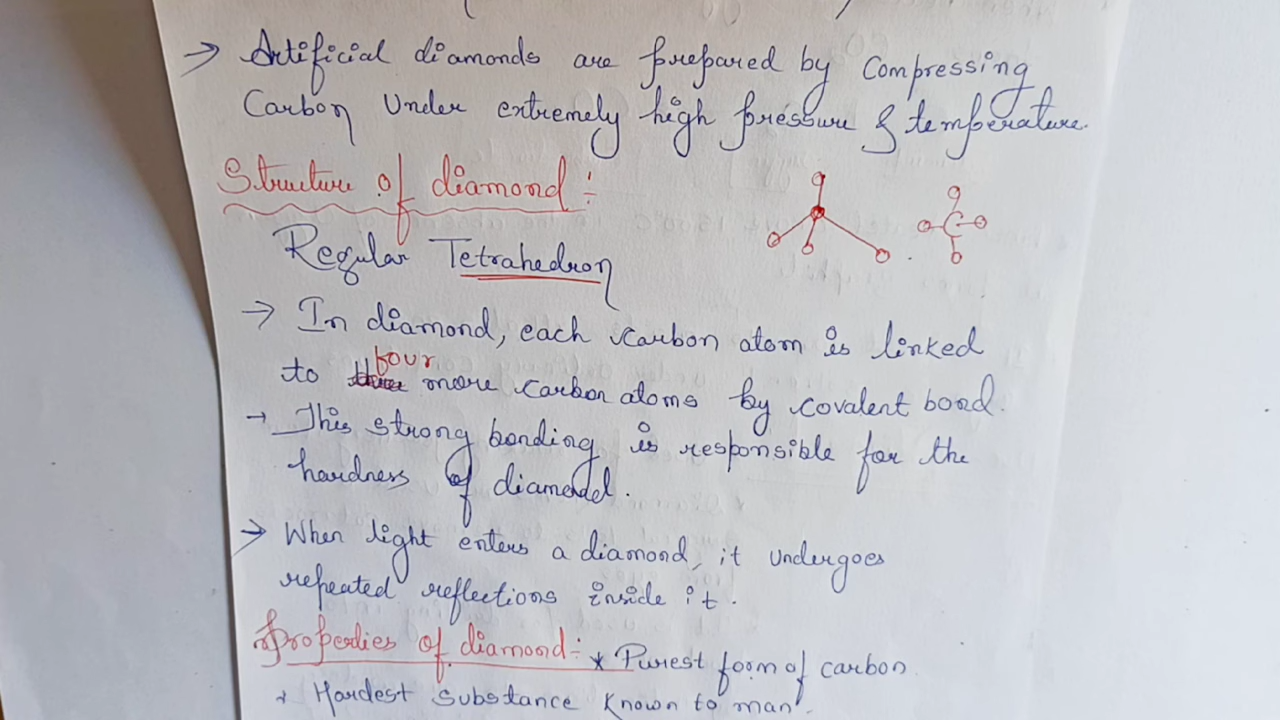 → Artificial diamonds are prepared by Compressing
Carbon Under extremely high pressure & temperature.
Structure of diamond :-
Regular Tetrahedron
C
→ In diamond, each carbon atom is linked
four
to three more carbon atoms by covalent bond.
→ This strong bonding is responsible for the
hardness of diamond.
→ When light enters a diamond, it undergoes
repeated reflections inside it.
Properties of diamond :- * Purest form of carbon
* Hardest Substance Known to man.